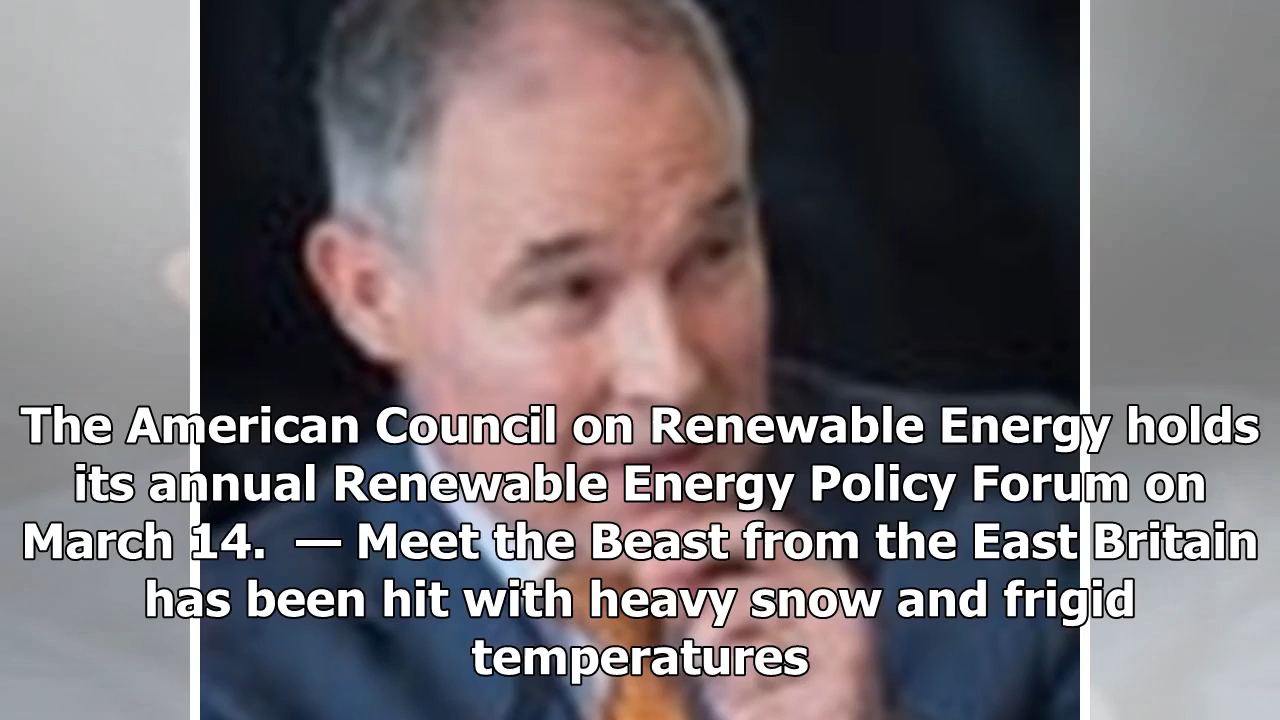 The American Council on Renewable Energy holds
its annual Renewable Energy Policy Forum on
March 14.  — Meet the Beast from the East Britain
has been hit with heavy snow and frigid
temperatures